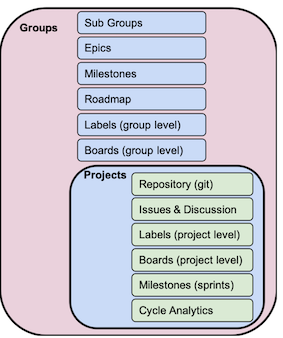 Groups
Sub Groups
Epics
Milestones
Roadmap
Labels (group level)
Boards (group level)
Projects
Repository (git)
Issues & Discussion
Labels (project level)
Boards (project level)
Milestones (sprints)
Cycle Analytics